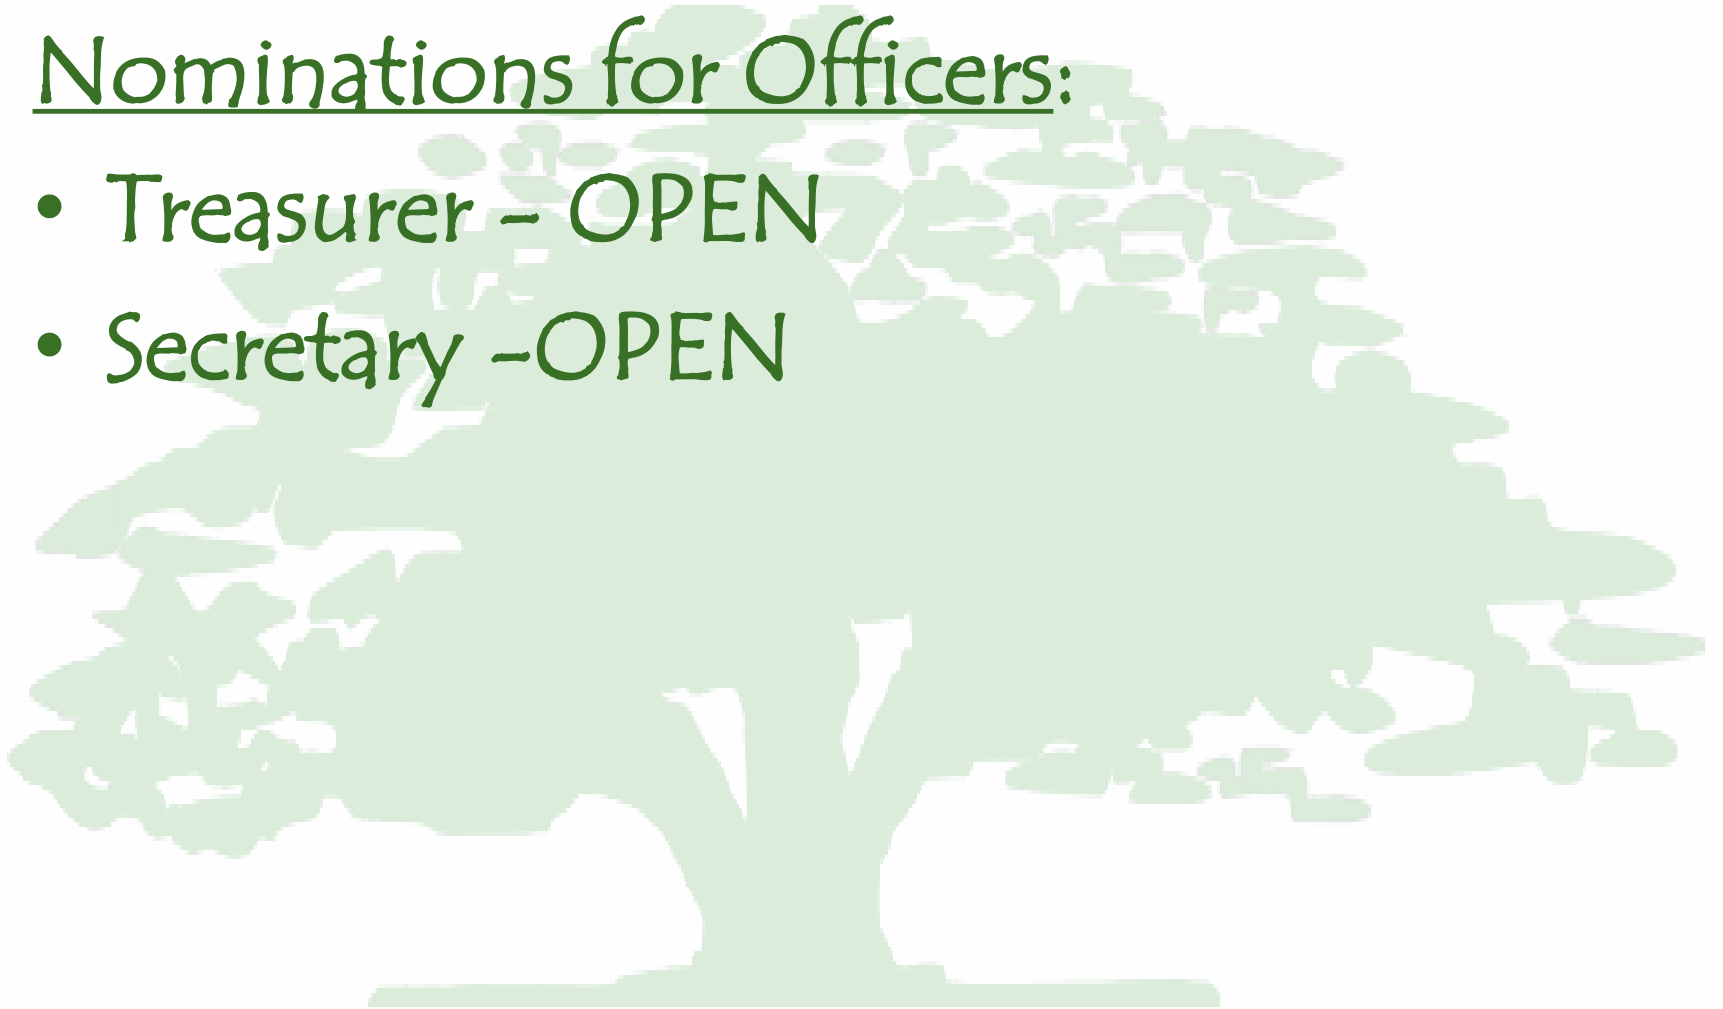 Nominations for Officers:
• Treasurer – OPEN
• Secretary –OPEN